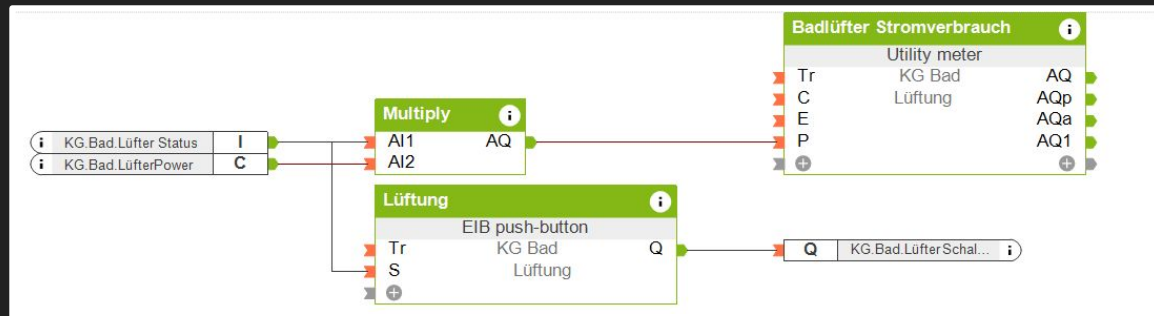 Badlüfter Stromverbrauch i
Utility meter
Tr KG Bad AQ
C Lüftung AQp
E AQa
P AQ1
Multiply i
AI1 AQ
AI2
i KG.Bad.Lüfter Status I
i KG.Bad.LüfterPower C
Lüftung i
EIB push-button
Tr KG Bad Q
S Lüftung
Q KG.Bad.LüfterSchal... i